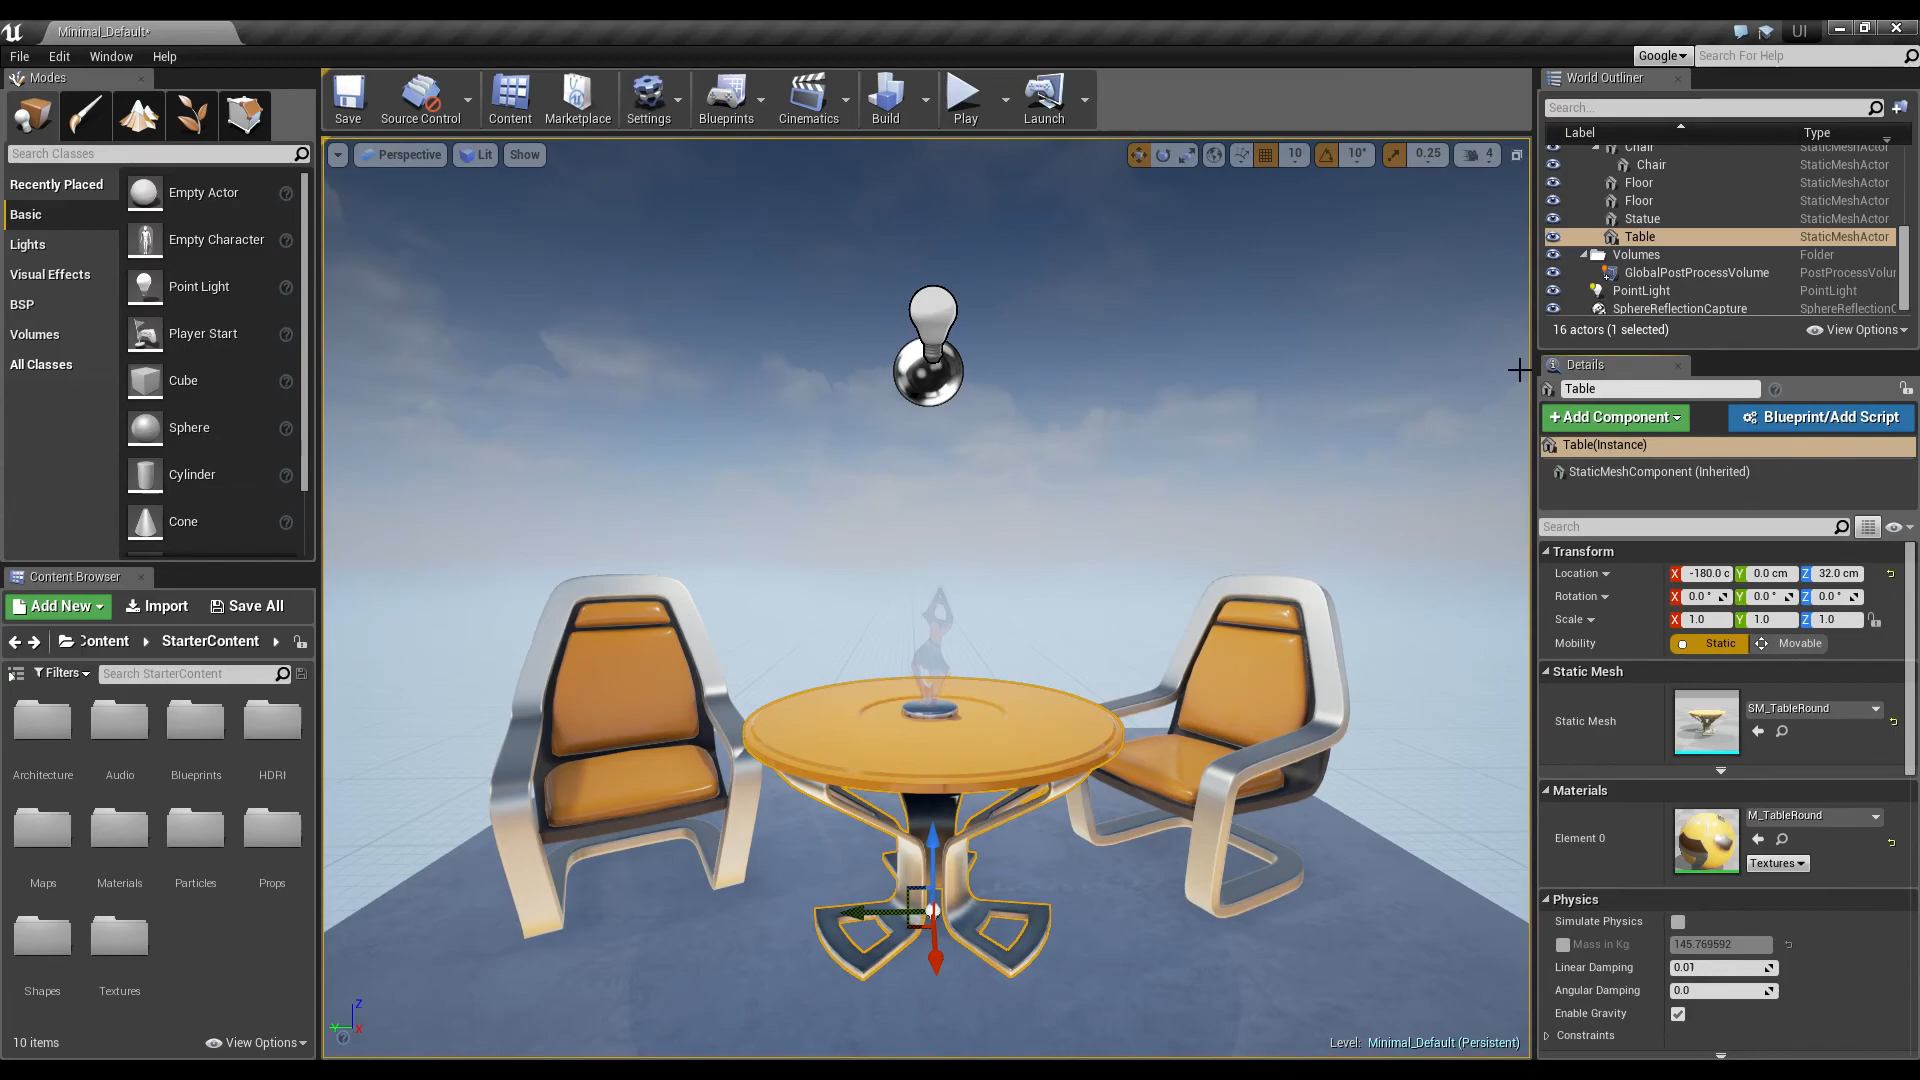 Minimal_Default*
UI
File Edit Window Help
Google Search For Help
Modes
Search Classes
Recently Placed
Basic
Lights
Visual Effects
BSP
Volumes
All Classes
Empty Actor
Empty Character
Point Light
Player Start
Cube
Sphere
Cylinder
Cone
Save
Source Control
Content
Marketplace
Settings
Blueprints
Cinematics
Build
Play
Launch
Perspective Lit Show
10 10° 0.25 4
Z
Y
X
Level: Minimal_Default (Persistent)
Content Browser
Add New Import Save All
Content StarterContent
Filters Search StarterContent
Architecture Audio Blueprints HDRI
Maps Materials Particles Props
Shapes Textures
10 items View Options
World Outliner
Search...
Label Type
Chair StaticMeshActor
Chair StaticMeshActor
Floor StaticMeshActor
Floor StaticMeshActor
Statue StaticMeshActor
Table StaticMeshActor
Volumes Folder
GlobalPostProcessVolume PostProcessVolu
PointLight PointLight
SphereReflectionCapture SphereReflectionC
16 actors (1 selected) View Options
Details
Table
+Add Component Blueprint/Add Script
Table(Instance)
StaticMeshComponent (Inherited)
Search
Transform
Location X -180.0 c Y 0.0 cm Z 32.0 cm
Rotation X 0.0 ° Y 0.0 ° Z 0.0 °
Scale X 1.0 Y 1.0 Z 1.0
Mobility Static Movable
Static Mesh
Static Mesh SM_TableRound
Materials
Element 0 M_TableRound
Textures
Physics
Simulate Physics
Mass in Kg 145.769592
Linear Damping 0.01
Angular Damping 0.0
Enable Gravity
Constraints